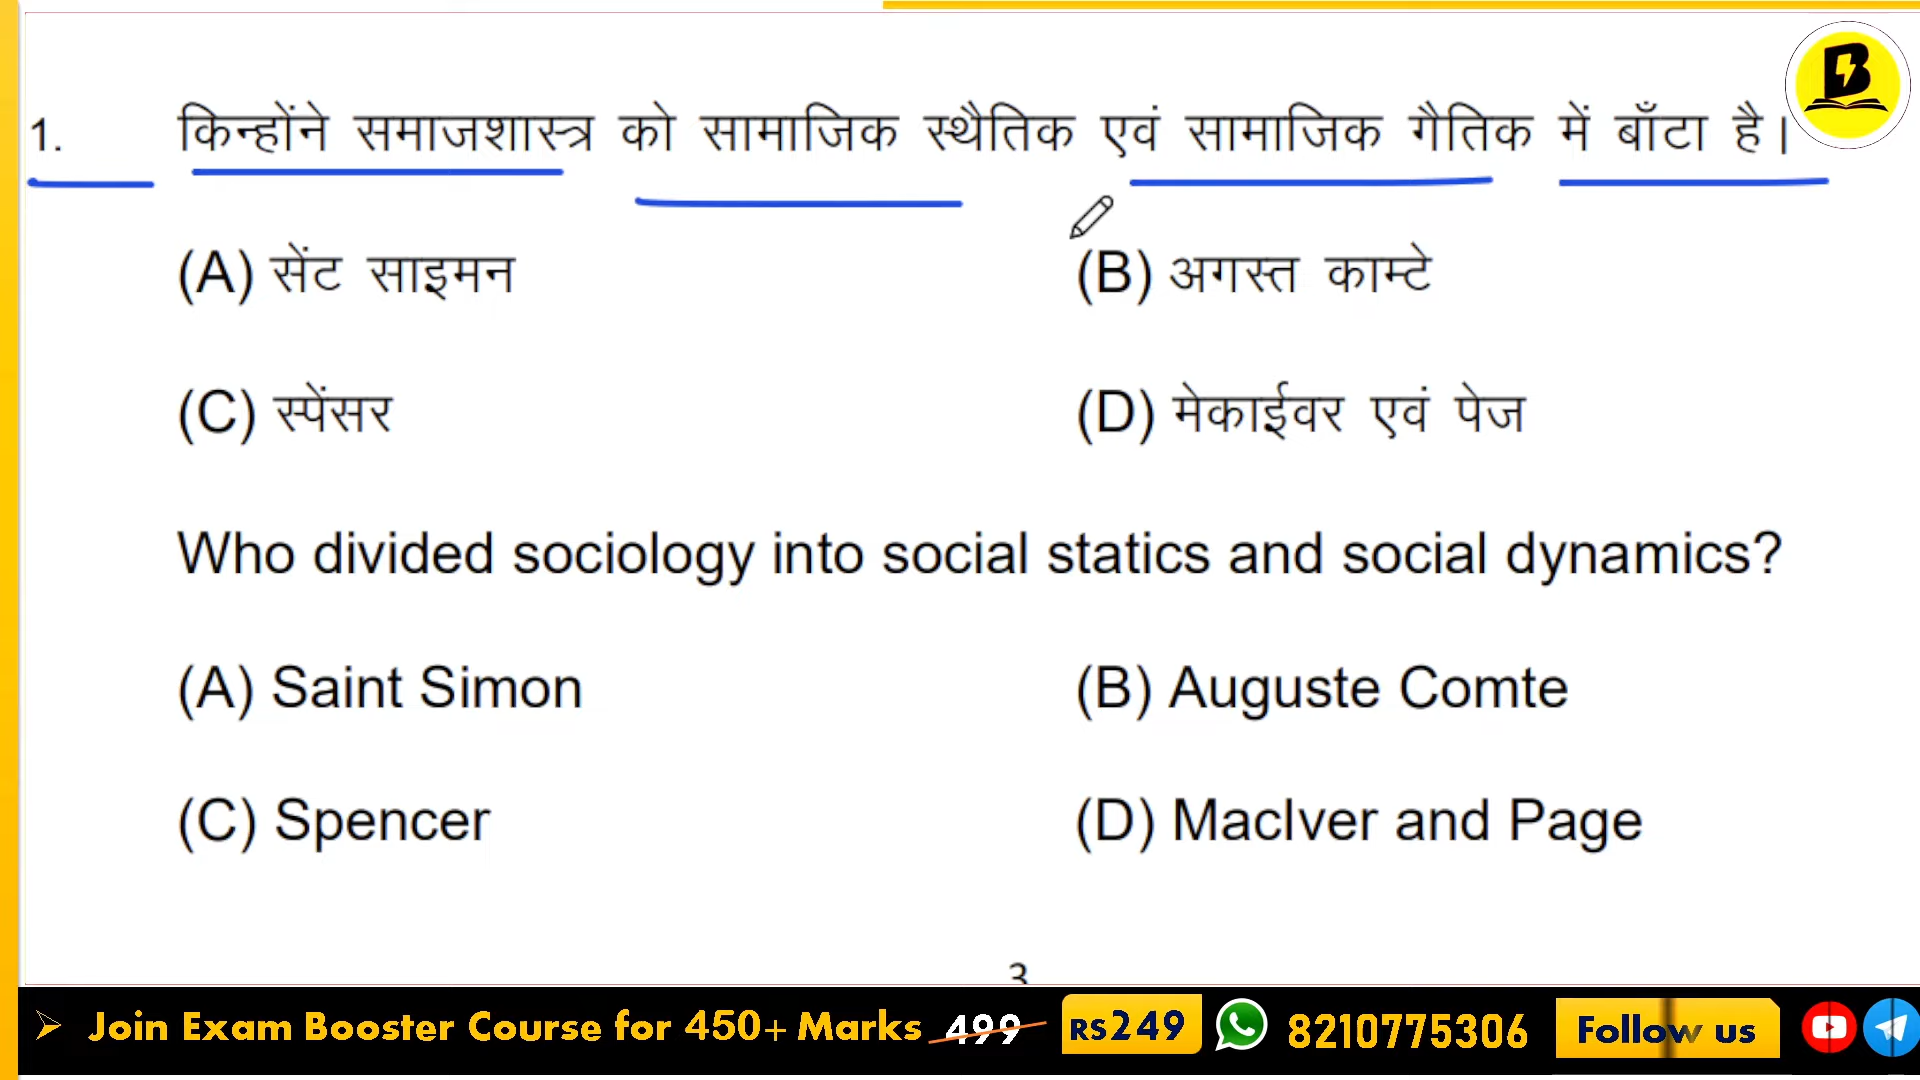 1. किन्होंने समाजशास्त्र को सामाजिक स्थैतिक एवं सामाजिक गैतिक में बाँटा है।
(A) सेंट साइमन (B) अगस्त काम्टे
(C) स्पेंसर (D) मेकाईवर एवं पेज
Who divided sociology into social statics and social dynamics?
(A) Saint Simon (B) Auguste Comte
(C) Spencer (D) MacIver and Page
3
B
Join Exam Booster Course for 450+ Marks 499 RS249 8210775306 Follow us